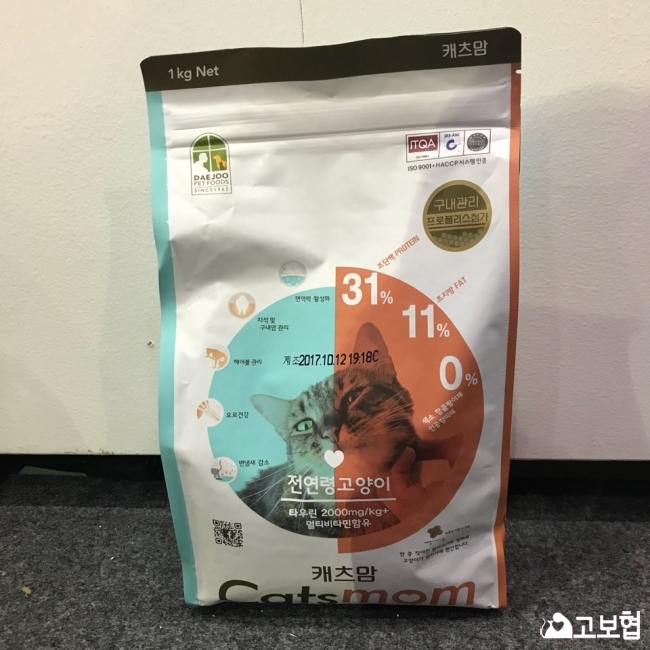 1kg Net
캐츠맘
DAEJOO
PET FOODS
SINCE 1962
ITQA
ISO 9001 • HACCP시스템인증
구내관리
프로폴리스첨가
면역력 활성화
치석 및
구내염 관리
헤어볼 관리
요로건강
변냄새 감소
조단백 PROTEIN
31%
조지방 FAT
11%
0%
제조2017.10.12 19:18C
전연령고양이
타우린 2000mg/kg+
멀티비타민함유
캐츠맘
Catsmom
고보협